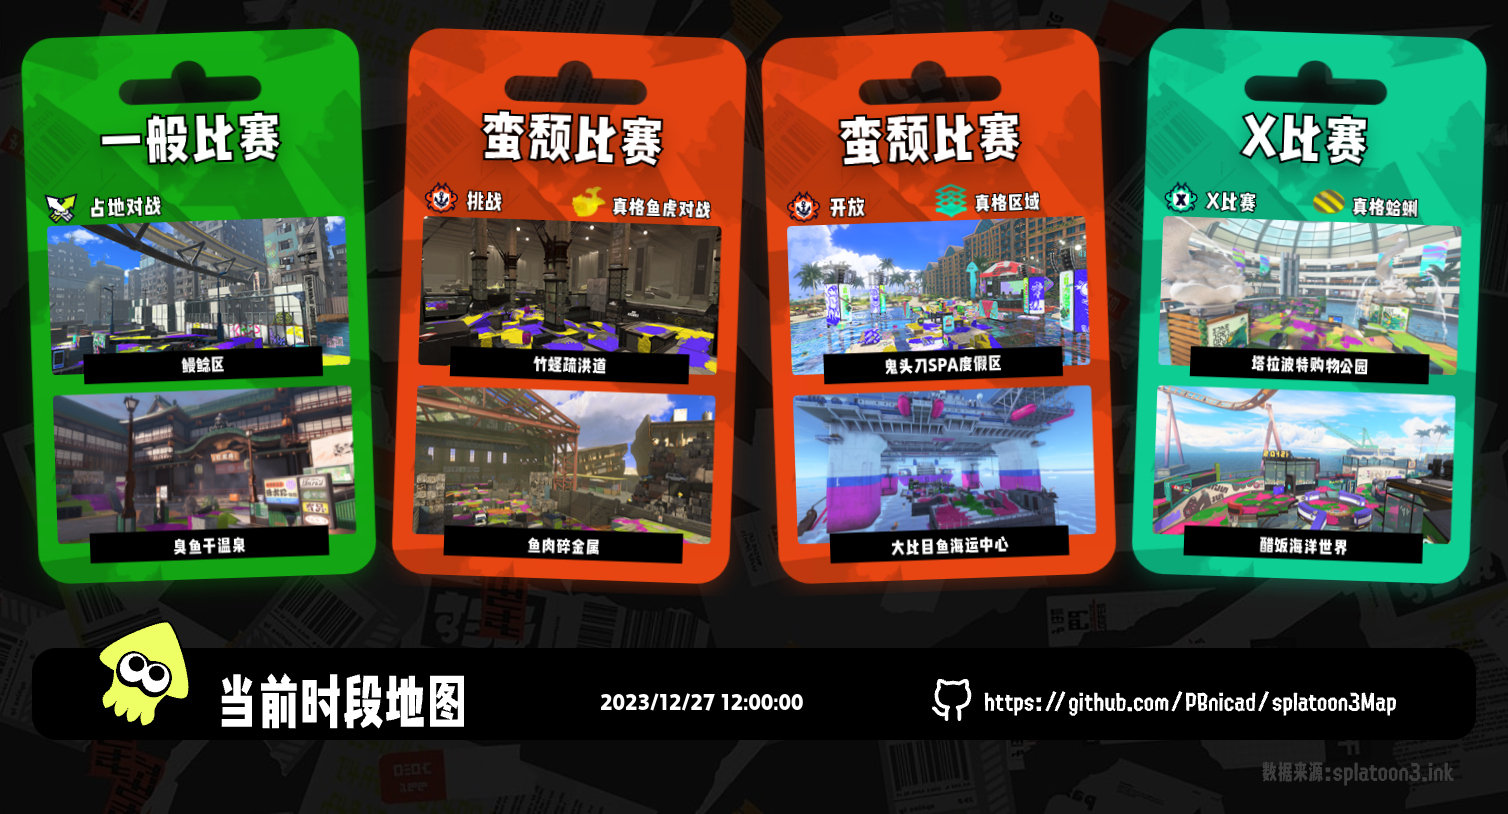 一般比赛
占地对战
鳗鲶区
臭鱼干温泉
蛮颓比赛
挑战
真格鱼虎对战
竹蛏疏洪道
鱼肉碎金属
蛮颓比赛
开放
真格区域
鬼头刀SPA度假区
大比目鱼海运中心
X比赛
X比赛
真格蛤蜊
塔拉波特购物公园
醋饭海洋世界
当前时段地图
2023/12/27 12:00:00
https://github.com/PBnicad/splatoon3Map
数据来源:splatoon3.ink